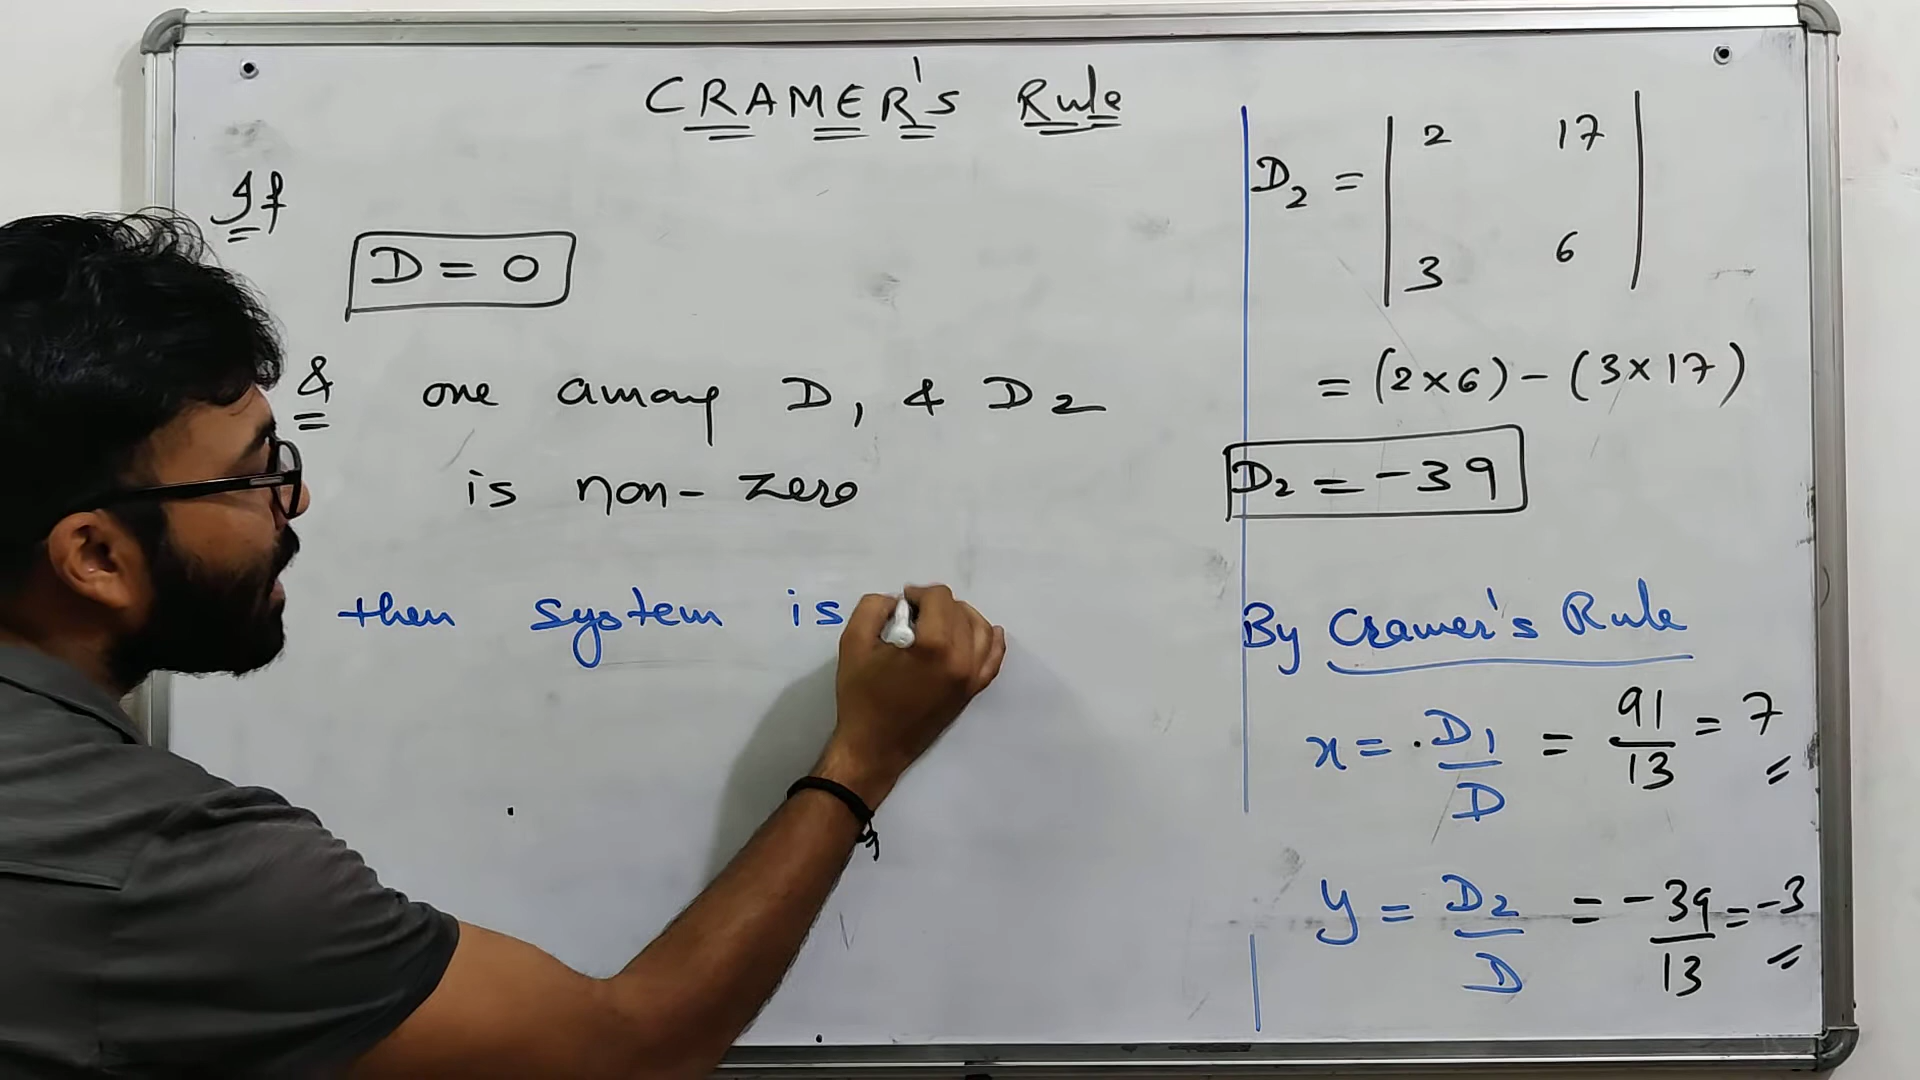 CRAMER's Rule
If
D = 0
& one among D1 & D2
is non-zero
then system is
D2 = | 2 17 |
| 3 6 |
= (2×6) - (3×17)
D2 = -39
By Cramer's Rule
x = D1/D = 91/13 = 7
y = D2/D = -39/13 = -3